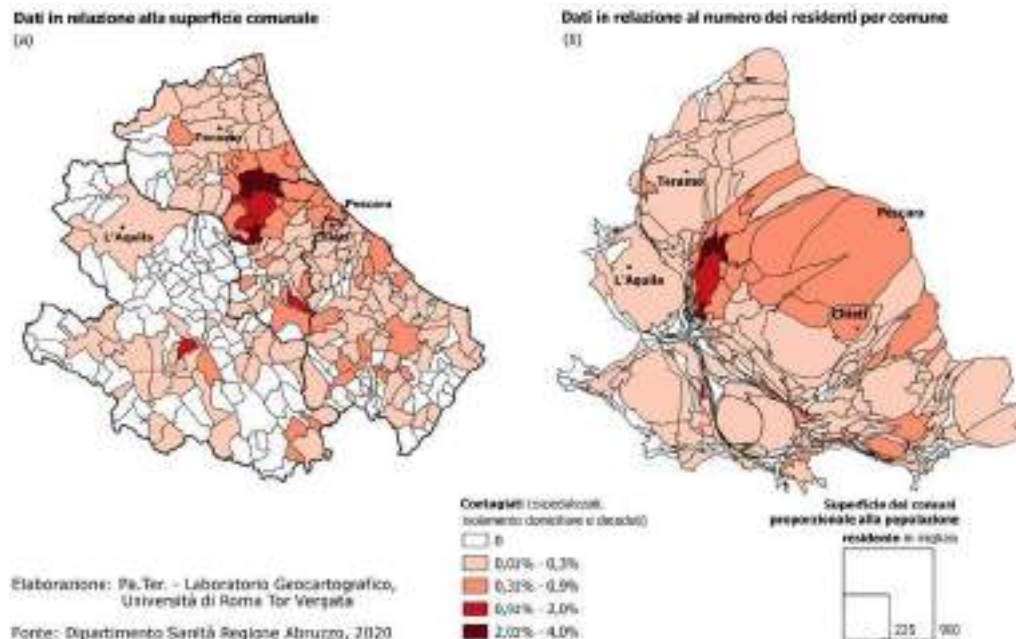 Dati in relazione alla superficie comunale
(a)
Dati in relazione al numero dei residenti per comune
(b)
Teramo
Pescara
L'Aquila
Chieti
Teramo
Pescara
L'Aquila
Chieti
Contagiati (ospedalizzati,
isolamento domiciliare e deceduti)
0
0,01% - 0,3%
0,31% - 0,9%
0,91% - 2,0%
2,01% - 4,0%
Superficie dei comuni
proporzionale alla popolazione
residente in migliaia
225
900
Elaborazione: Pa.Ter. - Laboratorio Geocartografico,
Università di Roma Tor Vergata
Fonte: Dipartimento Sanità Regione Abruzzo, 2020